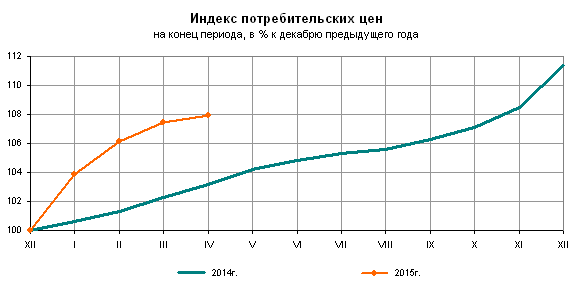 Индекс потребительских цен
на конец периода, в % к декабрю предыдущего года
112
110
108
106
104
102
100
XII I II III IV V VI VII VIII IX X XI XII
2014г. 2015г.